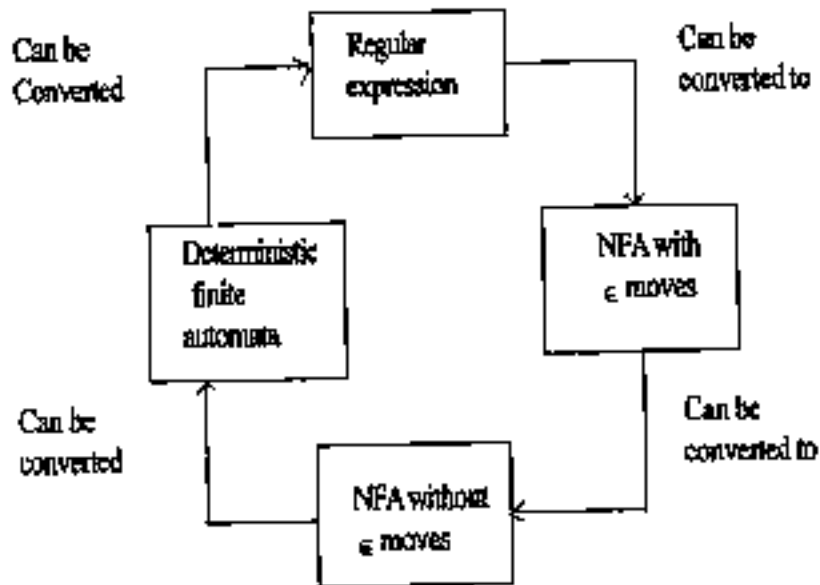 Can be
Converted
Regular
expression
Can be
converted to
Deterministic
finite
automata
NFA with
ϵ moves
Can be
converted
NFA without
ϵ moves
Can be
converted to